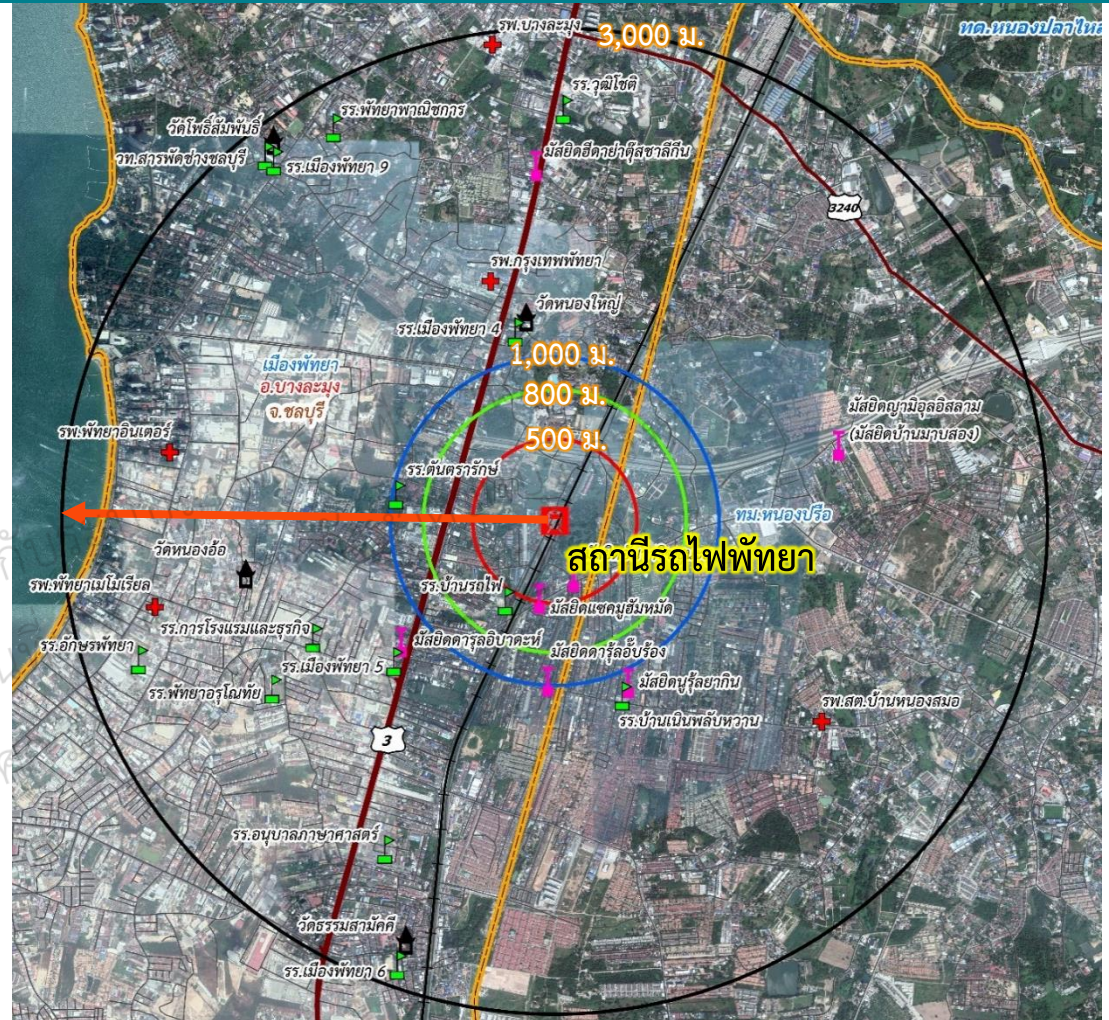 รพ.บางละมุง
3,000 ม.
รร.วุฒิโชติ
รร.พัทยาพาณิชการ
วัดโพธิ์สัมพันธ์
วท.สารพัดช่างชลบุรี
รร.เมืองพัทยา 9
มัสยิดฮีดาย่าตุ้สซาลีกีน
3240
รพ.กรุงเทพพัทยา
วัดหนองใหญ่
รร.เมืองพัทยา 4
1,000 ม.
เมืองพัทยา
อ.บางละมุง
จ.ชลบุรี
800 ม.
มัสยิดญามิอุลอิสลาม
(มัสยิดบ้านมาบสอง)
รพ.พัทยาอินเตอร์
500 ม.
รร.ตันตรารักษ์
7
ทม.หนองปรือ
สถานีรถไฟพัทยา
วัดหนองอ้อ
รพ.พัทยาเมโมเรียล
รร.บ้านรถไฟ
มัสยิดแซคมูฮัมหมัด
รร.การโรงแรมและธุรกิจ
มัสยิดดารุลอิบาดะห์
รร.อักษรพัทยา
มัสยิดดารุ้ลอั๊บร้อง
รร.เมืองพัทยา 5
รร.พัทยาอรุโณทัย
มัสยิดนูรุ้ลยากีน
รพ.สต.บ้านหนองสมอ
รร.บ้านเนินพลับหวาน
3
รร.อนุบาลภาษาศาสตร์
วัดธรรมสามัคคี
รร.เมืองพัทยา 6